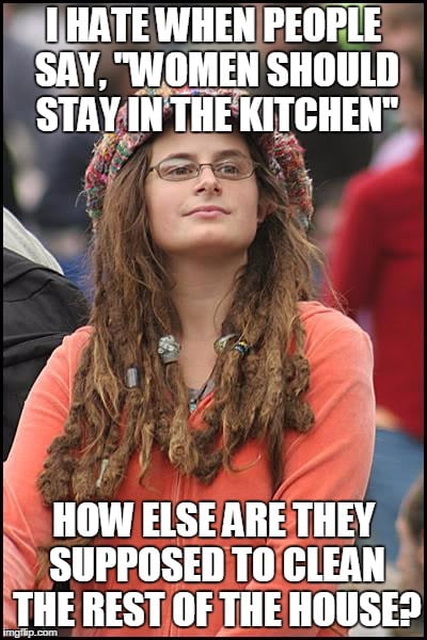 I HATE WHEN PEOPLE
SAY, "WOMEN SHOULD
STAY IN THE KITCHEN"
HOW ELSE ARE THEY
SUPPOSED TO CLEAN
THE REST OF THE HOUSE?
imgflip.com